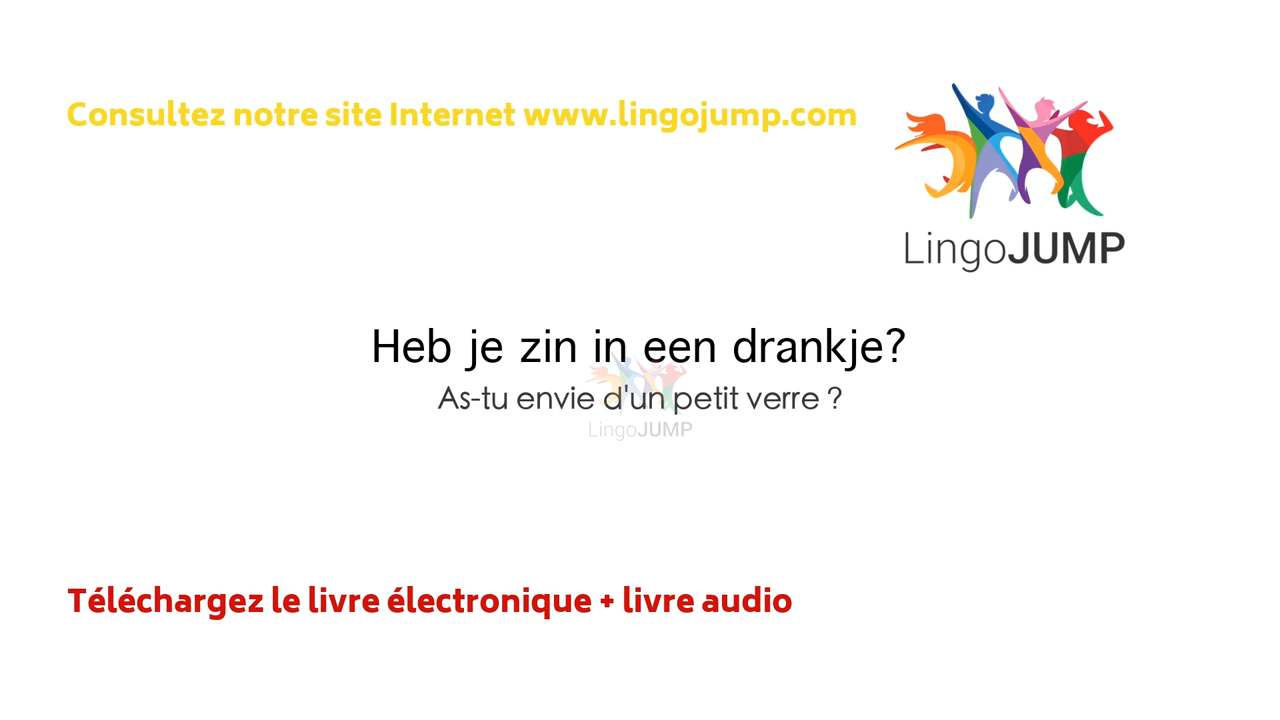 Consultez notre site Internet www.lingojump.com
LingoJUMP
Heb je zin in een drankje?
As-tu envie d'un petit verre ?
LingoJUMP
Téléchargez le livre électronique + livre audio